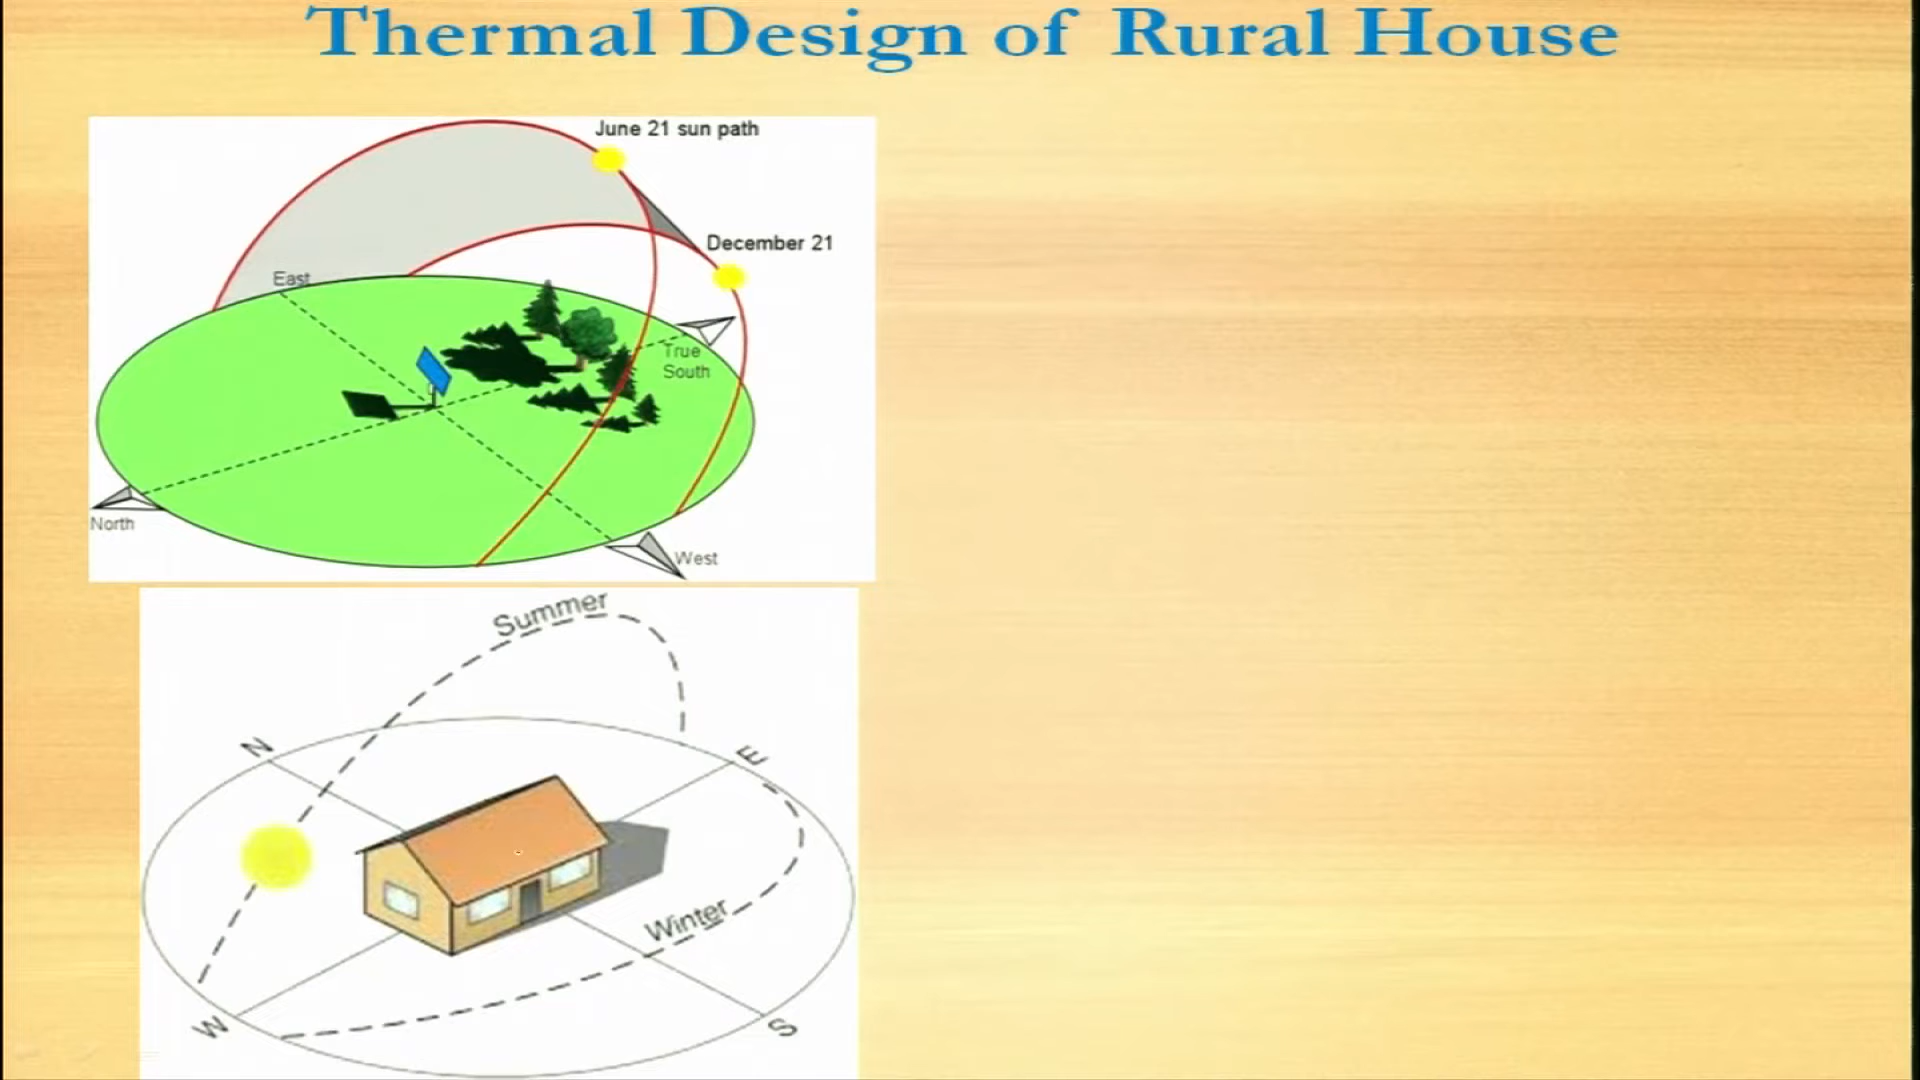 Thermal Design of Rural House
June 21 sun path
December 21
East
True
South
North
West
Summer
N
E
Winter
W
S